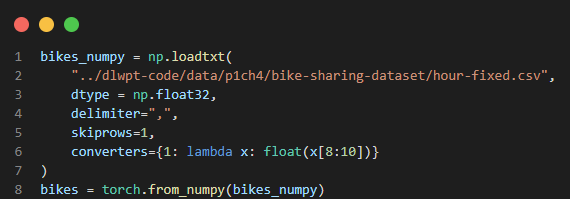 1 bikes_numpy = np.loadtxt(
2     "../dlwpt-code/data/p1ch4/bike-sharing-dataset/hour-fixed.csv",
3     dtype = np.float32,
4     delimiter=",",
5     skiprows=1,
6     converters={1: lambda x: float(x[8:10])}
7 )
8 bikes = torch.from_numpy(bikes_numpy)